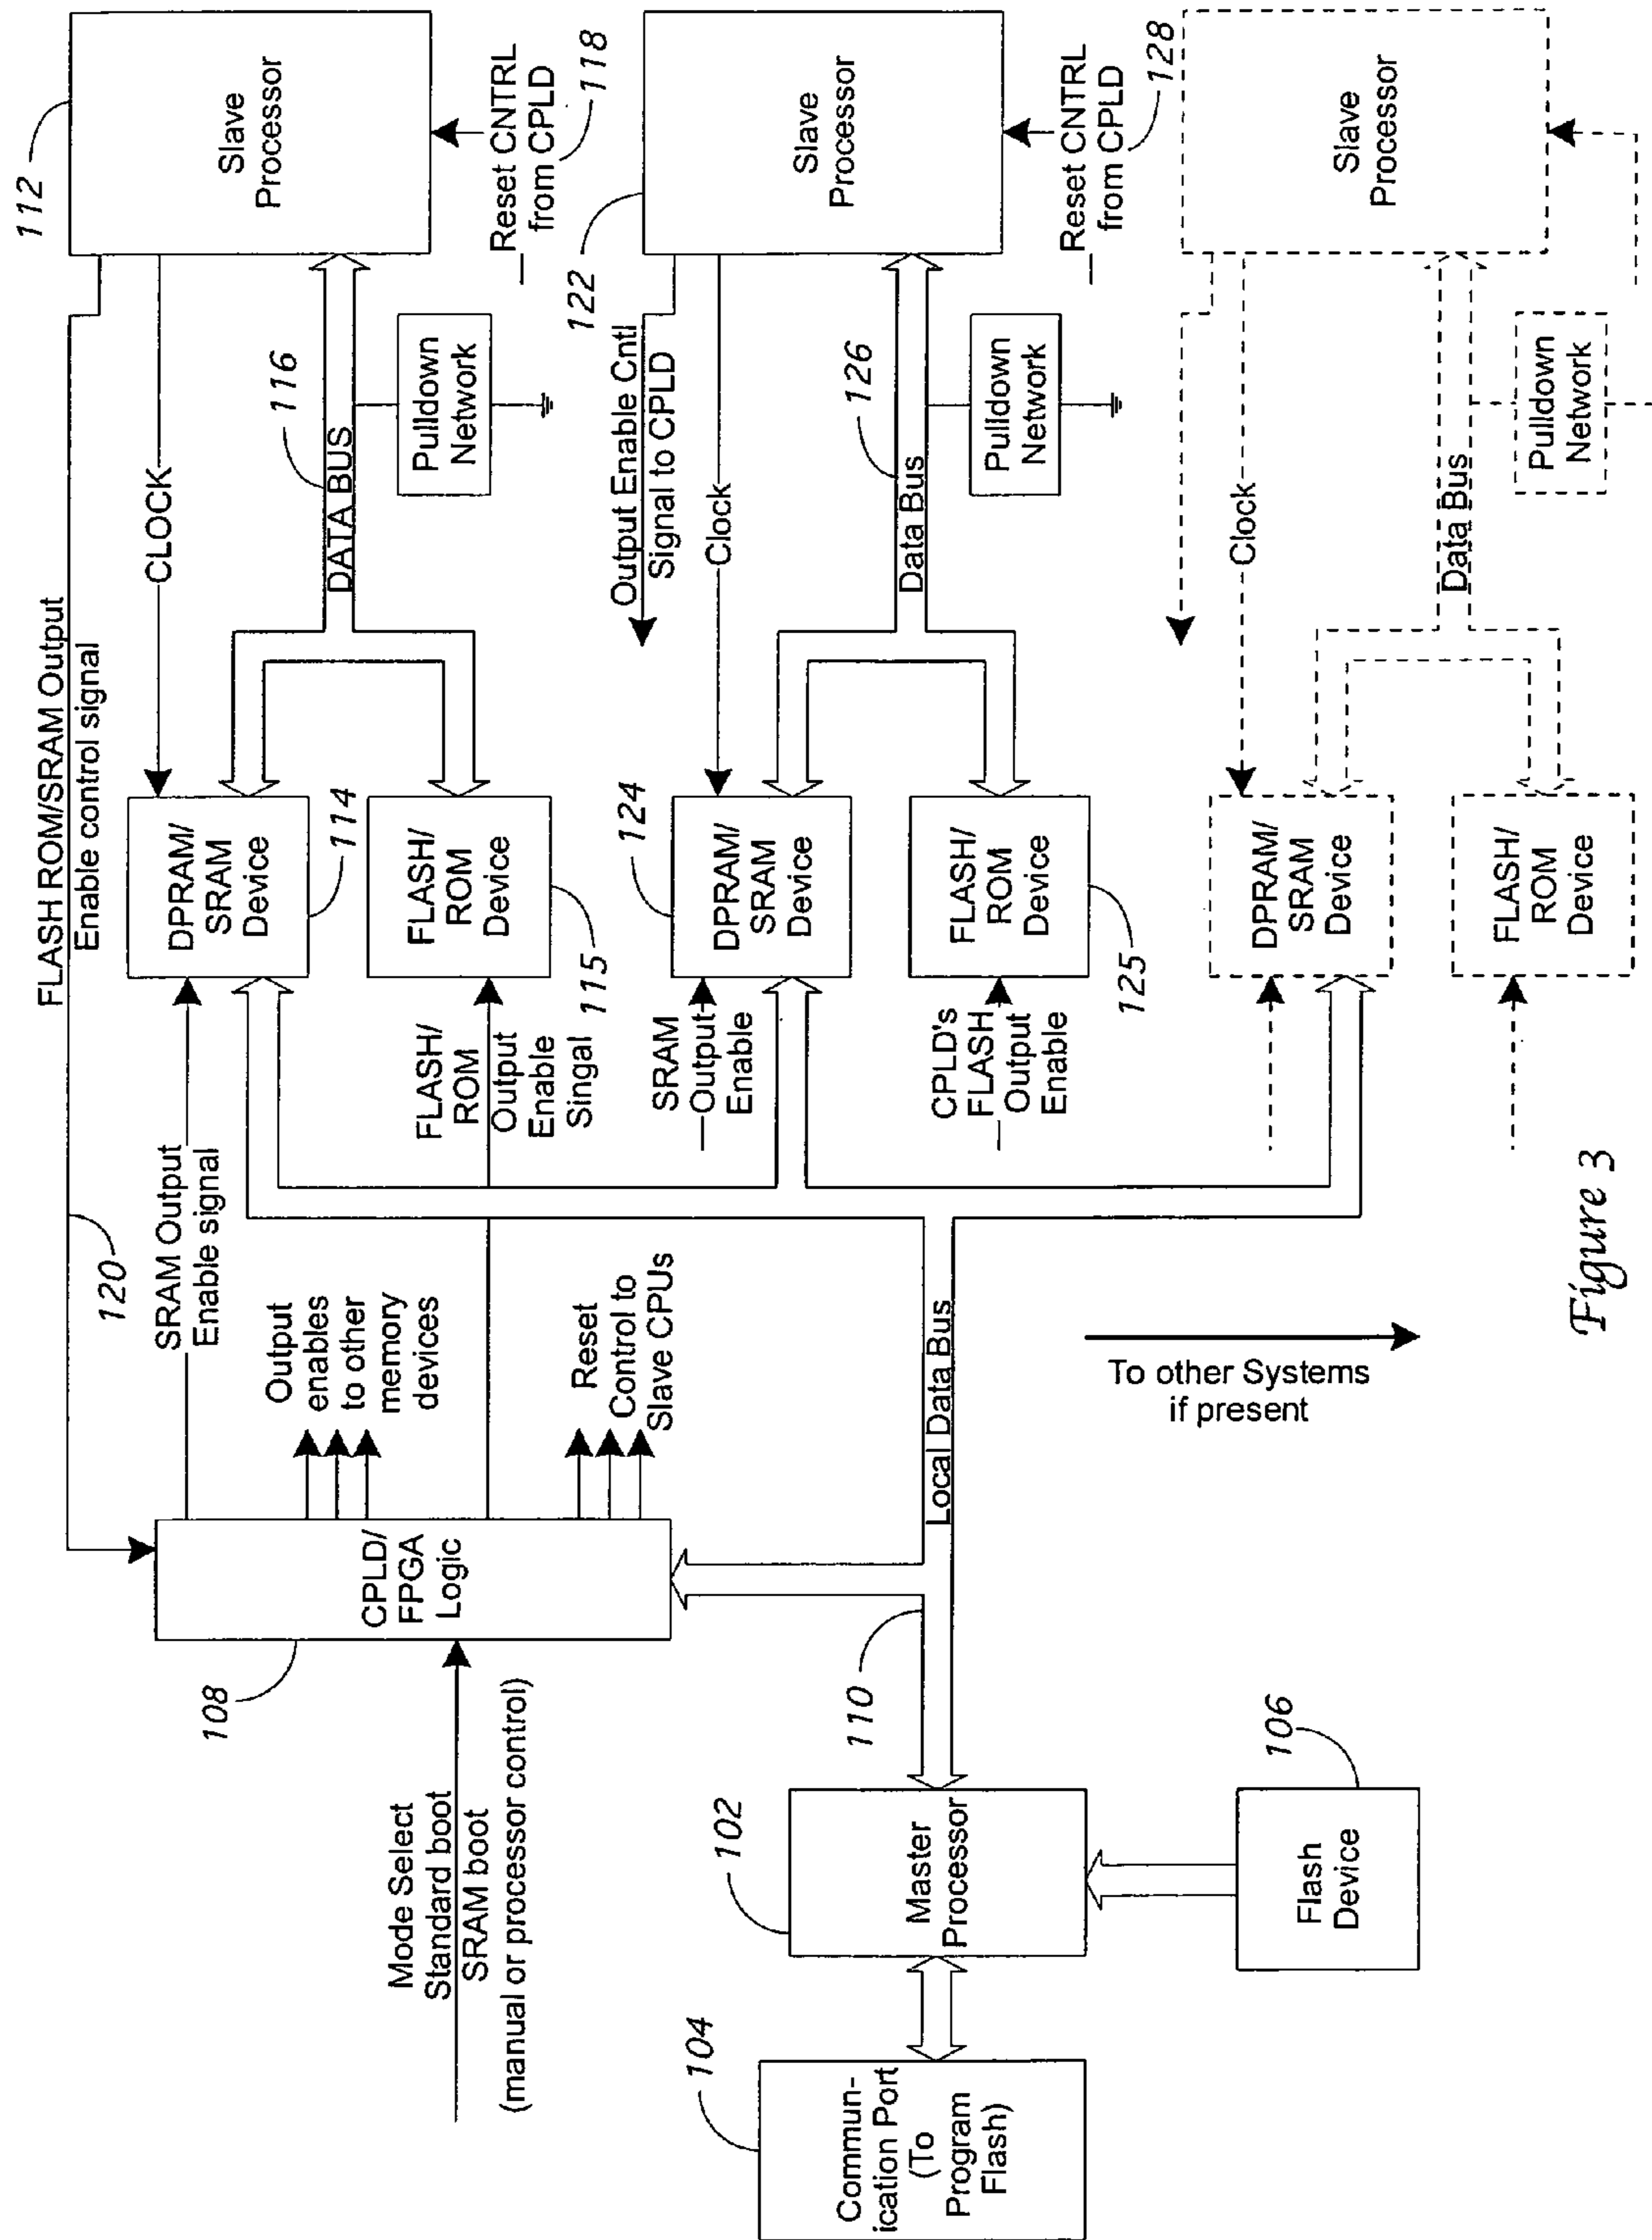 112
FLASH ROM/SRAM Output
Enable control signal
120
CLOCK
Slave
Processor
SRAM Output
Enable signal
DPRAM/
SRAM
Device
114
116
DATA BUS
Pulldown
Network
Reset CNTRL
from CPLD
118
FLASH/
ROM
Device
115
FLASH/
ROM
Output
Enable
Singal
Output
enables
to other
memory
devices
Reset
Control to
Slave CPUs
CPLD/
FPGA
Logic
108
Mode Select
Standard boot
SRAM boot
(manual or processor control)
122
Output Enable Cntl
Signal to CPLD
Clock
Slave
Processor
124
DPRAM/
SRAM
Device
SRAM
Output
Enable
126
Data Bus
Pulldown
Network
Reset CNTRL
from CPLD
128
FLASH/
ROM
Device
125
CPLD's
FLASH
Output
Enable
Local Data Bus
110
102
Master
Processor
104
Commun-
ication Port
(To
Program
Flash)
106
Flash
Device
To other Systems
if present
Clock
Slave
Processor
DPRAM/
SRAM
Device
Data Bus
Pulldown
Network
FLASH/
ROM
Device
Figure 3